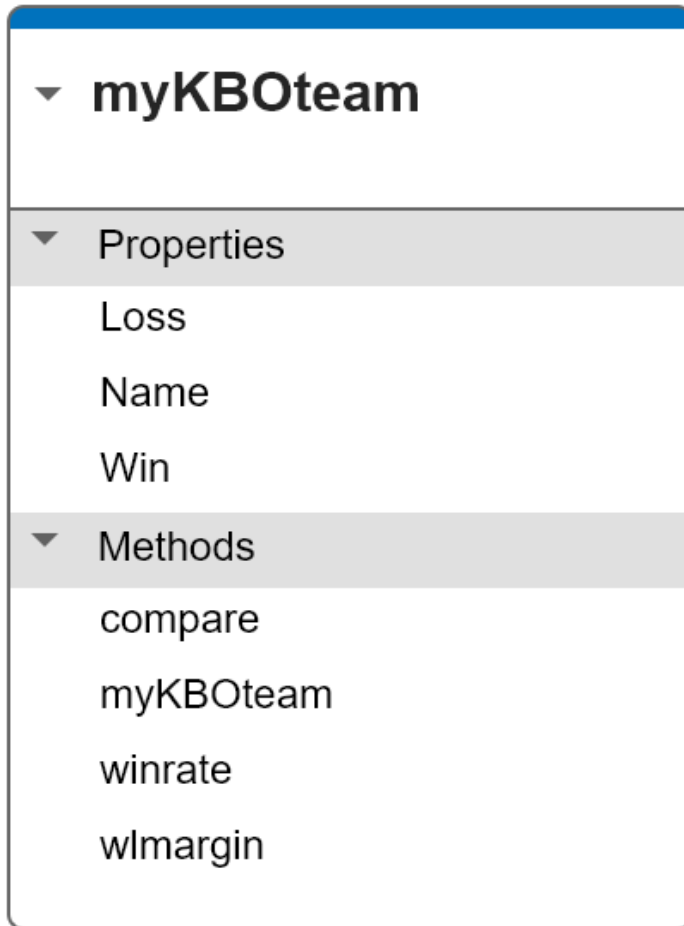 myKBOteam
Properties
Loss
Name
Win
Methods
compare
myKBOteam
winrate
wlmargin